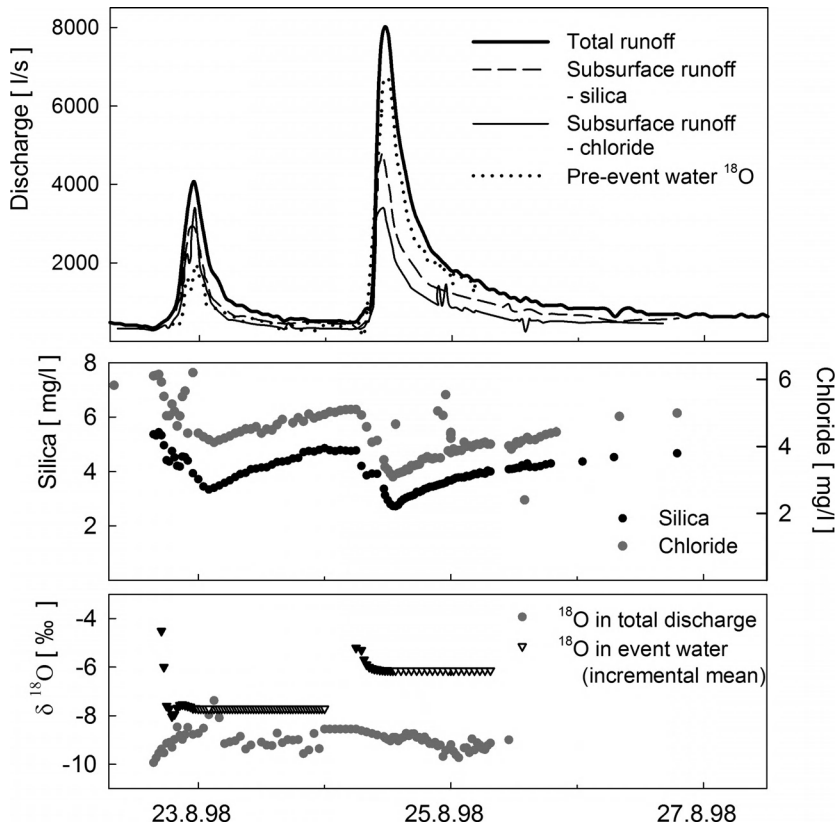 Discharge [ l/s ]
8000
6000
4000
2000
Total runoff
Subsurface runoff
- silica
Subsurface runoff
- chloride
Pre-event water ¹⁸O
Silica [ mg/l ]
8
6
4
2
6
4
2
Chloride
[ mg/l ]
Silica
Chloride
δ ¹⁸O [ ‰ ]
-4
-6
-8
-10
¹⁸O in total discharge
¹⁸O in event water
(incremental mean)
23.8.98
25.8.98
27.8.98